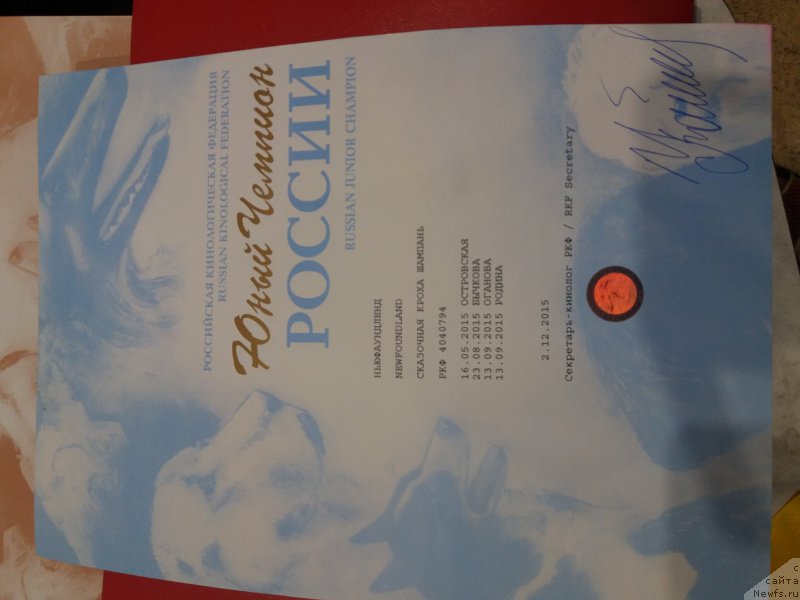 РОССИЙСКАЯ КИНОЛОГИЧЕСКАЯ ФЕДЕРАЦИЯ
RUSSIAN KINOLOGICAL FEDERATION
Юный Чемпион
РОССИИ
RUSSIAN JUNIOR CHAMPION
НЬЮФАУНДЛЕНД
NEWFOUNDLAND
СКАЗОЧНАЯ КРОХА ШАМПАНЬ
РКФ 4040794
16.05.2015 ОСТРОВСКАЯ
23.08.2015 БЫЧКОВА
13.09.2015 ОГАНОВА
13.09.2015 РОДИНА
2.12.2015
Секретарь-кинолог РКФ / RKF Secretary
с
сайта
Newfs.ru